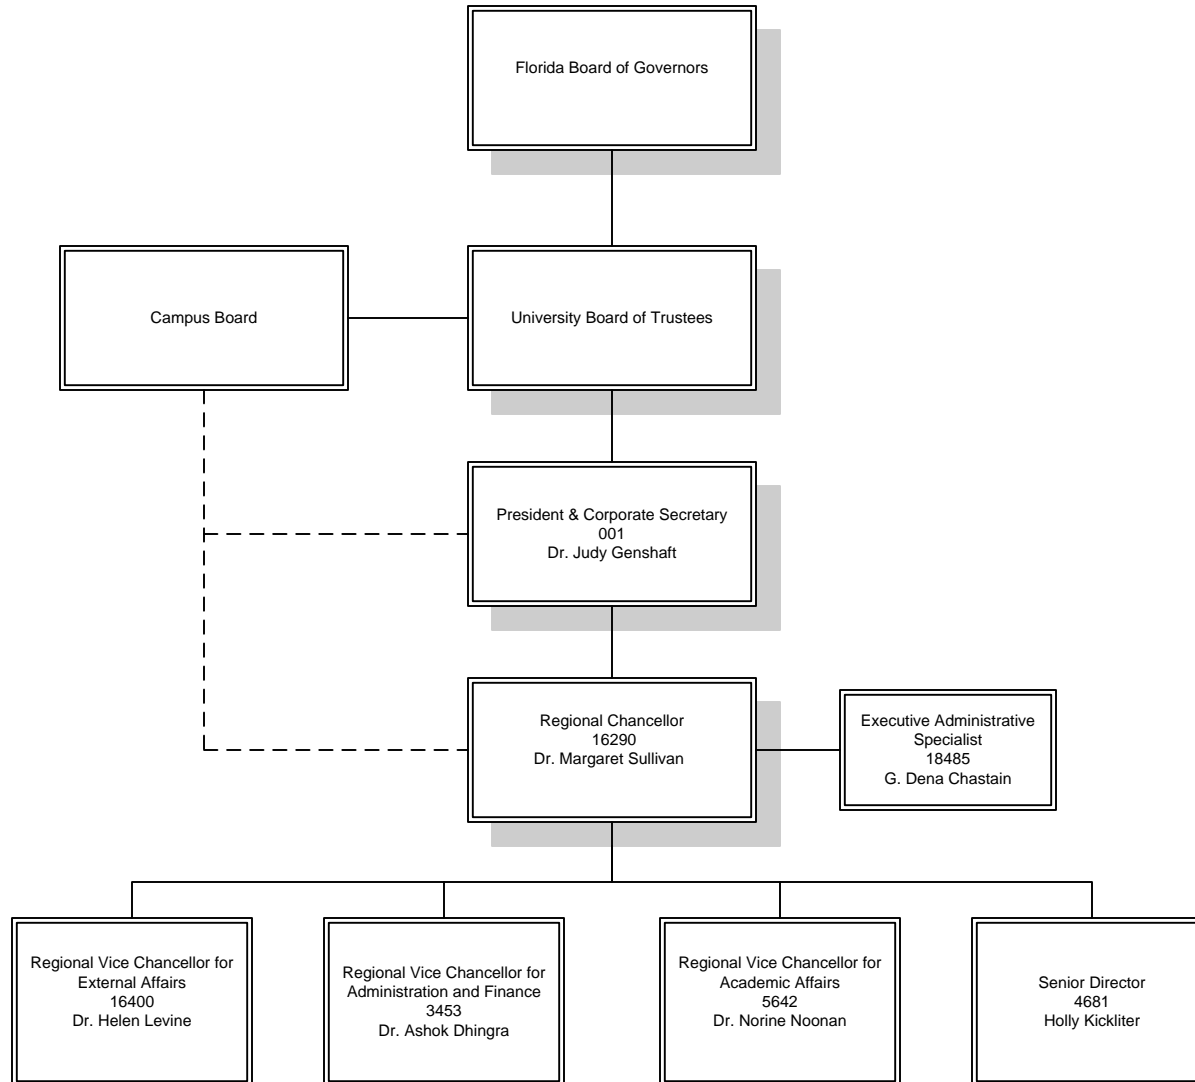 Florida Board of Governors
Campus Board
University Board of Trustees
President & Corporate Secretary
001
Dr. Judy Genshaft
Regional Chancellor
16290
Dr. Margaret Sullivan
Executive Administrative
Specialist
18485
G. Dena Chastain
Regional Vice Chancellor for
External Affairs
16400
Dr. Helen Levine
Regional Vice Chancellor for
Administration and Finance
3453
Dr. Ashok Dhingra
Regional Vice Chancellor for
Academic Affairs
5642
Dr. Norine Noonan
Senior Director
4681
Holly Kickliter